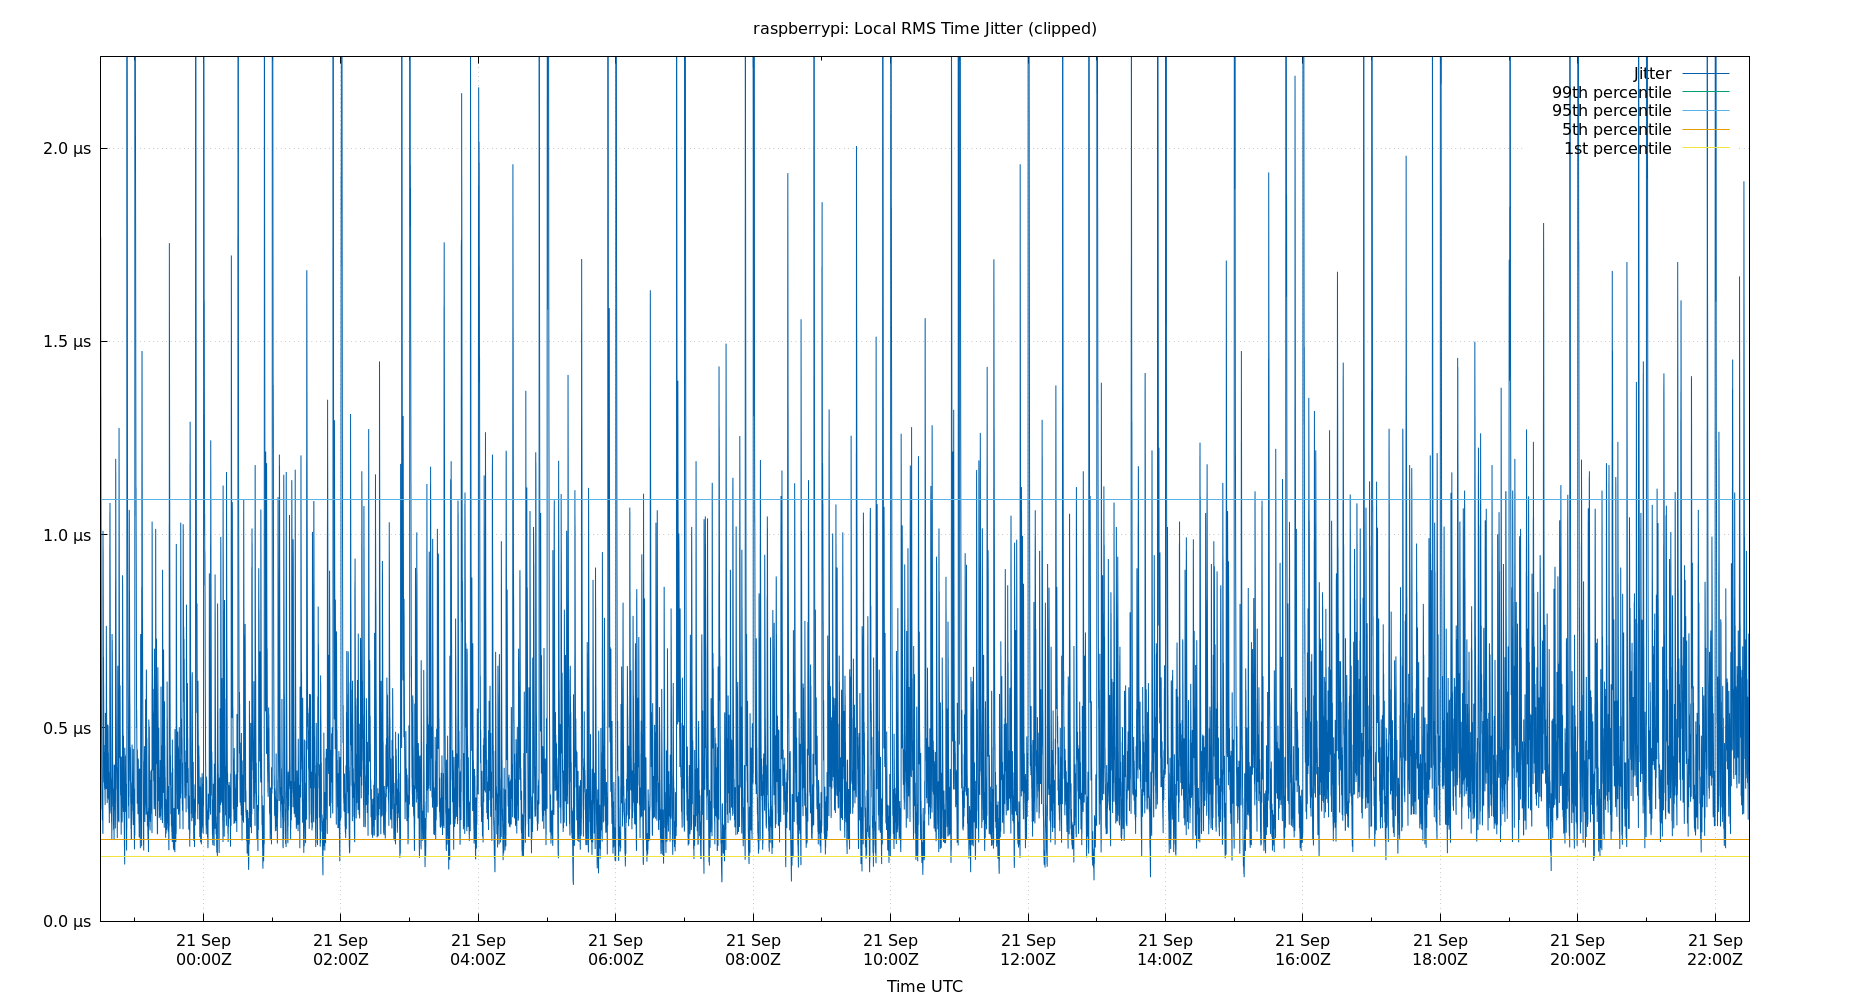 raspberrypi: Local RMS Time Jitter (clipped)
Jitter
99th percentile
95th percentile
5th percentile
1st percentile
2.0 µs
1.5 µs
1.0 µs
0.5 µs
0.0 µs
21 Sep 21 Sep 21 Sep 21 Sep 21 Sep 21 Sep 21 Sep 21 Sep 21 Sep 21 Sep 21 Sep 21 Sep
00:00Z 02:00Z 04:00Z 06:00Z 08:00Z 10:00Z 12:00Z 14:00Z 16:00Z 18:00Z 20:00Z 22:00Z
Time UTC